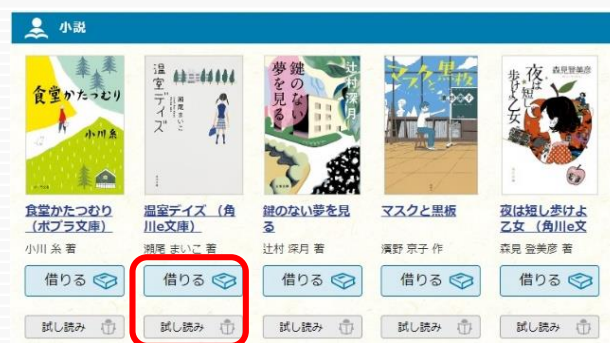 小説
食堂かたつむり
小川糸
温室デイズ
瀬尾まいこ
鍵のない
夢を見る
辻村深月
マスクと黒板
夜は短し
歩けよ乙女
森見登美彦
食堂かたつむり
（ポプラ文庫）
小川 糸 著
借りる
試し読み
温室デイズ （角
川e文庫）
瀬尾 まいこ 著
借りる
試し読み
鍵のない夢を見
る
辻村 深月 著
借りる
試し読み
マスクと黒板
濱野 京子 作
借りる
試し読み
夜は短し歩けよ
乙女 （角川e文
森見 登美彦 著
借りる
試し読み